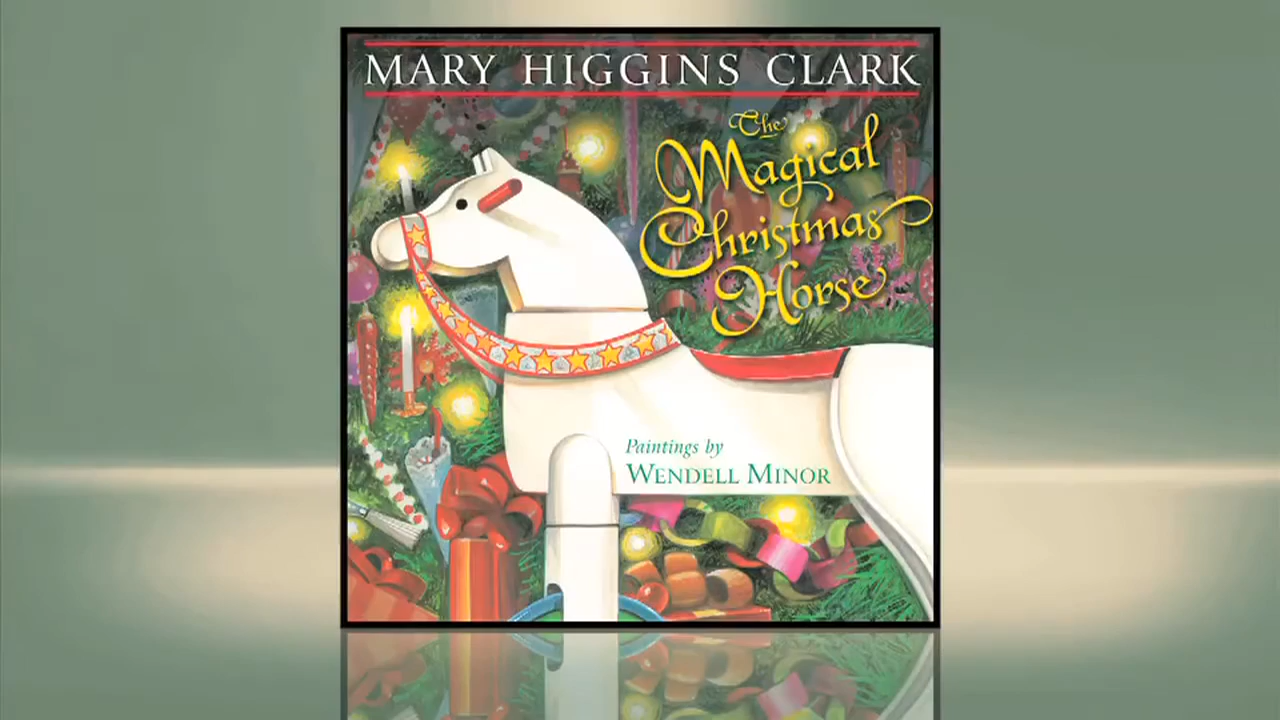 MARY HIGGINS CLARK
The
Magical
Christmas
Horse
Paintings by
WENDELL MINOR